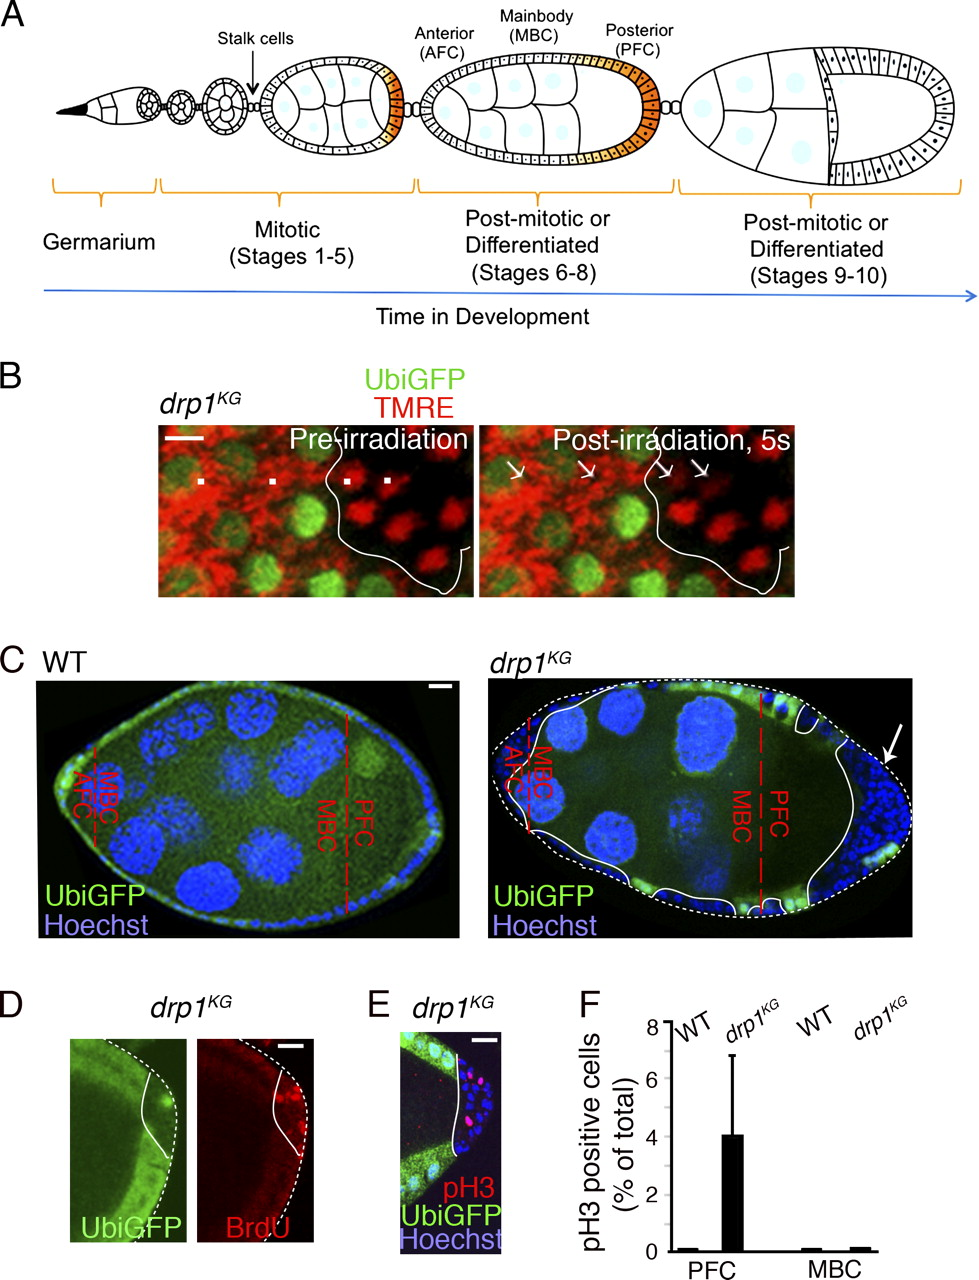 A
Stalk cells
Anterior
(AFC)
Mainbody
(MBC)
Posterior
(PFC)
Germarium
Mitotic
(Stages 1-5)
Post-mitotic or
Differentiated
(Stages 6-8)
Post-mitotic or
Differentiated
(Stages 9-10)
Time in Development
B
drp1KG
UbiGFP
TMRE
Pre-irradiation
Post-irradiation, 5s
C
WT
AFC
MBC
MBC
PFC
UbiGFP
Hoechst
drp1KG
AFC
MBC
MBC
PFC
UbiGFP
Hoechst
D
drp1KG
UbiGFP
BrdU
E
drp1KG
pH3
UbiGFP
Hoechst
F
pH3 positive cells
(% of total)
8
6
4
2
0
WT
drp1KG
WT
drp1KG
PFC
MBC